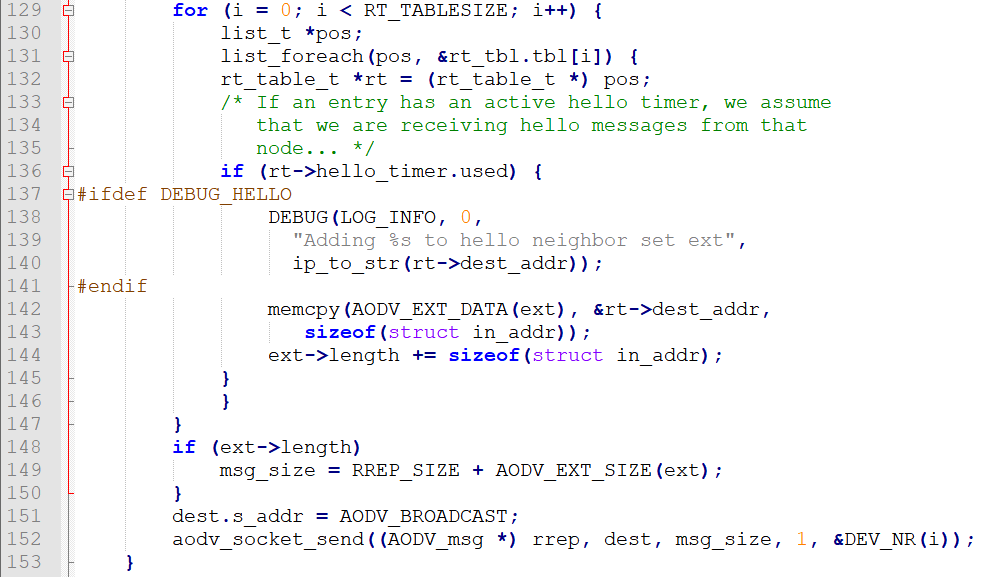 129 for (i = 0; i < RT_TABLESIZE; i++) {
130 list_t *pos;
131 list_foreach(pos, &rt_tbl.tbl[i]) {
132 rt_table_t *rt = (rt_table_t *) pos;
133 /* If an entry has an active hello timer, we assume
134 that we are receiving hello messages from that
135 node... */
136 if (rt->hello_timer.used) {
137 #ifdef DEBUG_HELLO
138 DEBUG(LOG_INFO, 0,
139 "Adding %s to hello neighbor set ext",
140 ip_to_str(rt->dest_addr));
141 #endif
142 memcpy(AODV_EXT_DATA(ext), &rt->dest_addr,
143 sizeof(struct in_addr));
144 ext->length += sizeof(struct in_addr);
145 }
146 }
147 }
148 if (ext->length)
149 msg_size = RREP_SIZE + AODV_EXT_SIZE(ext);
150 }
151 dest.s_addr = AODV_BROADCAST;
152 aodv_socket_send((AODV_msg *) rrep, dest, msg_size, 1, &DEV_NR(i));
153 }